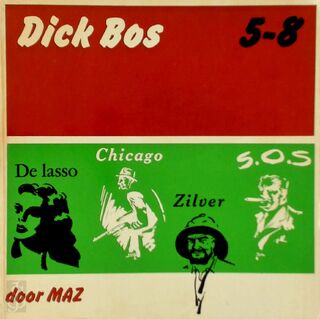 Dick Bos 5-8
Chicago S.O.S
De lasso
Zilver
door MAZ